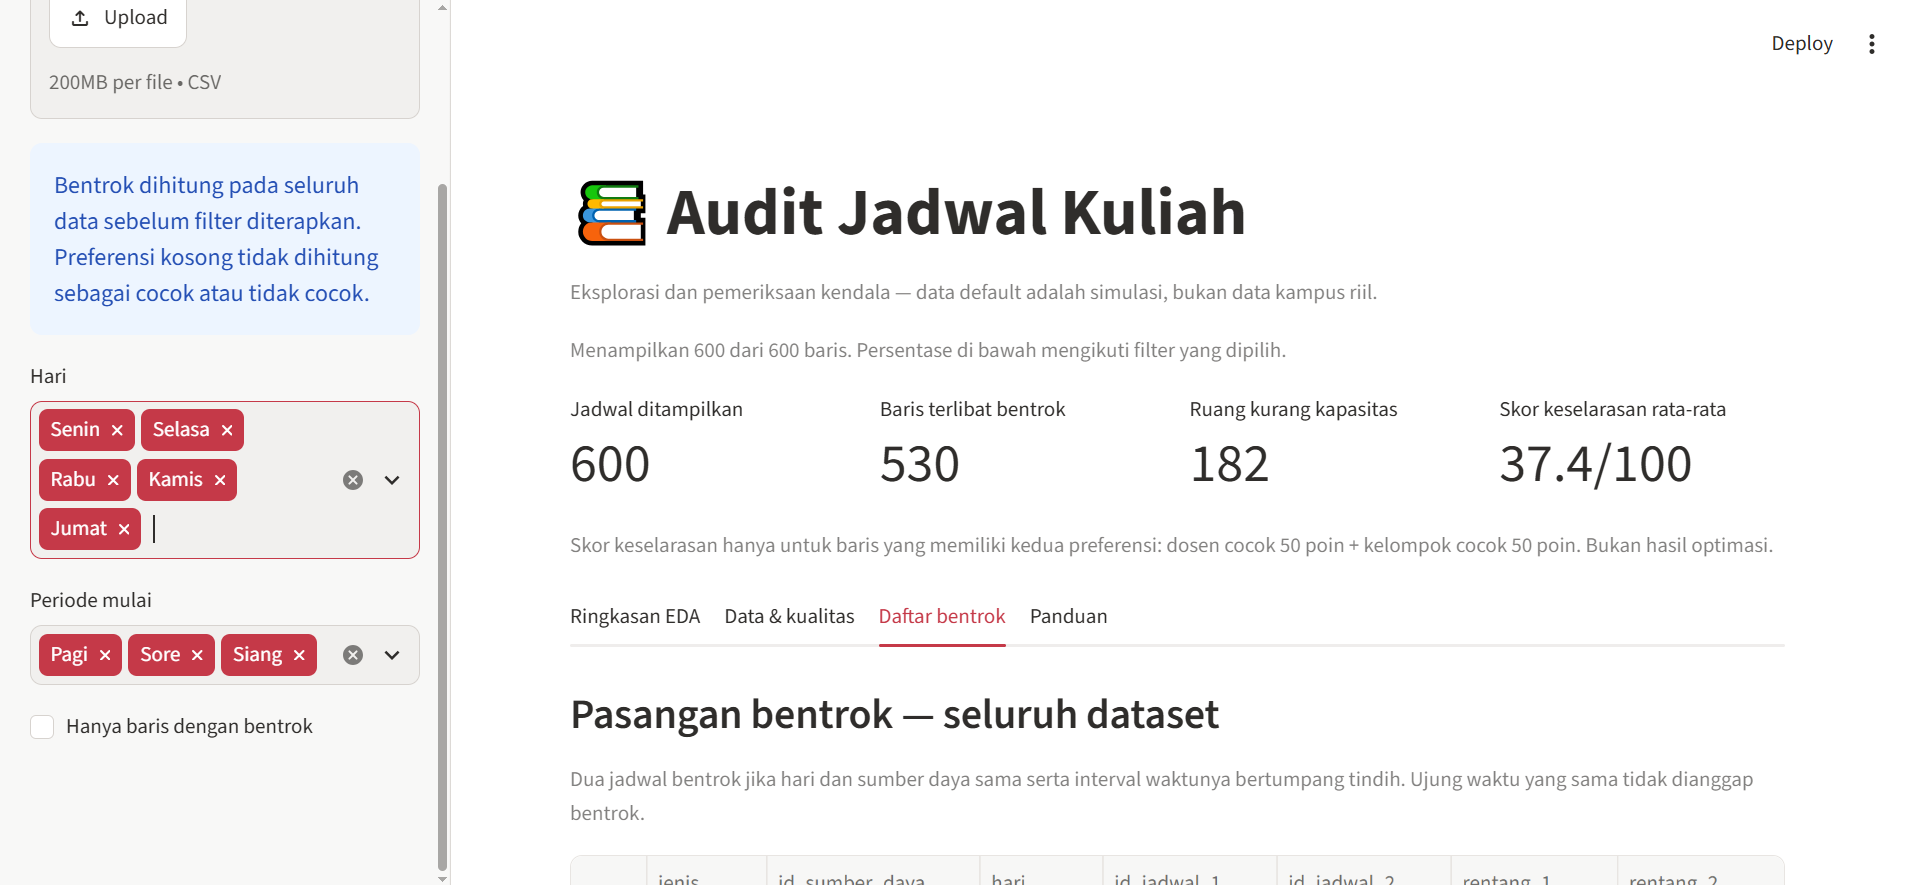 Upload
200MB per file • CSV
Bentrok dihitung pada seluruh
data sebelum filter diterapkan.
Preferensi kosong tidak dihitung
sebagai cocok atau tidak cocok.
Hari
Senin
Selasa
Rabu
Kamis
Jumat
Periode mulai
Pagi
Sore
Siang
Hanya baris dengan bentrok
Deploy
Audit Jadwal Kuliah
Eksplorasi dan pemeriksaan kendala — data default adalah simulasi, bukan data kampus riil.
Menampilkan 600 dari 600 baris. Persentase di bawah mengikuti filter yang dipilih.
Jadwal ditampilkan
600
Baris terlibat bentrok
530
Ruang kurang kapasitas
182
Skor keselarasan rata-rata
37.4/100
Skor keselarasan hanya untuk baris yang memiliki kedua preferensi: dosen cocok 50 poin + kelompok cocok 50 poin. Bukan hasil optimasi.
Ringkasan EDA
Data & kualitas
Daftar bentrok
Panduan
Pasangan bentrok — seluruh dataset
Dua jadwal bentrok jika hari dan sumber daya sama serta interval waktunya bertumpang tindih. Ujung waktu yang sama tidak dianggap
bentrok.
jenis
id_sumber_daya
hari
id_jadwal_1
id_jadwal_2
rentang_1
rentang_2